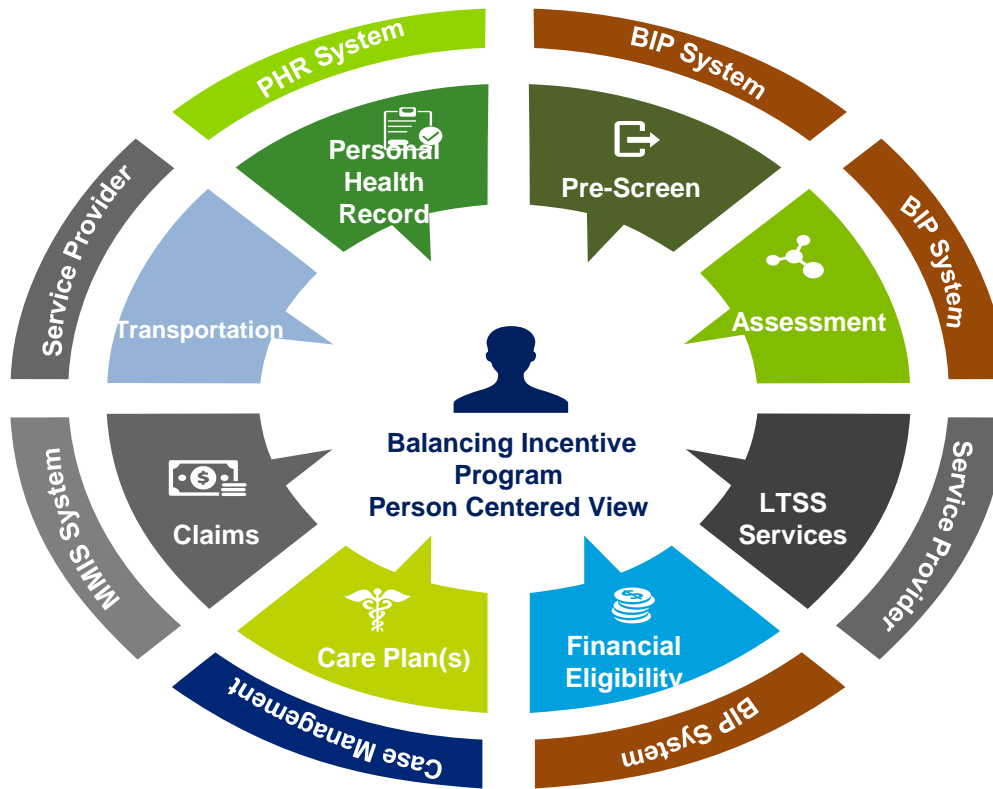 PHR System
BIP System
Personal
Health
Record
Pre-Screen
Service Provider
BIP System
Transportation
Assessment
Balancing Incentive
Program
Person Centered View
MMIS System
Claims
LTSS
Services
Service Provider
Care Plan(s)
Financial
Eligibility
Case Management
BIP System
$
$
$